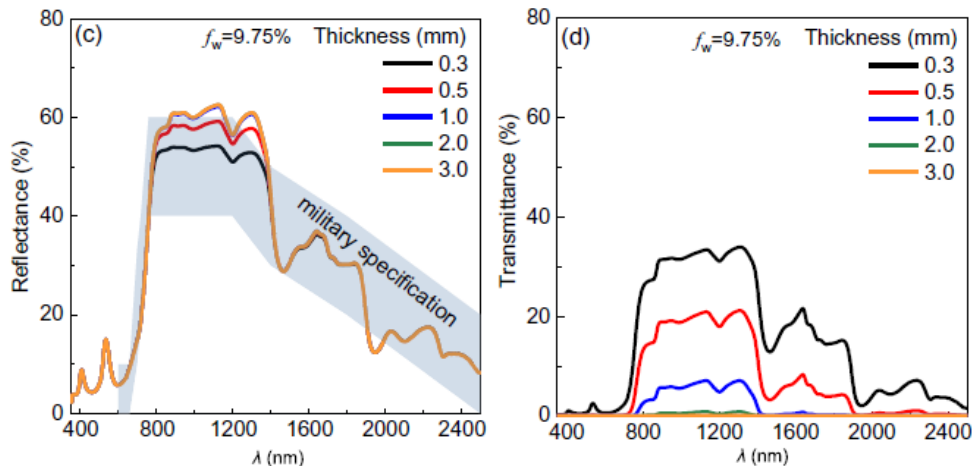 (c)
f_w=9.75%
Thickness (mm)
0.3
0.5
1.0
2.0
3.0
military specification
Reflectance (%)
80
60
40
20
0
400
800
1200
1600
2000
2400
λ (nm)
(d)
f_w=9.75%
Thickness (mm)
0.3
0.5
1.0
2.0
3.0
Transmittance (%)
80
60
40
20
0
400
800
1200
1600
2000
2400
λ (nm)